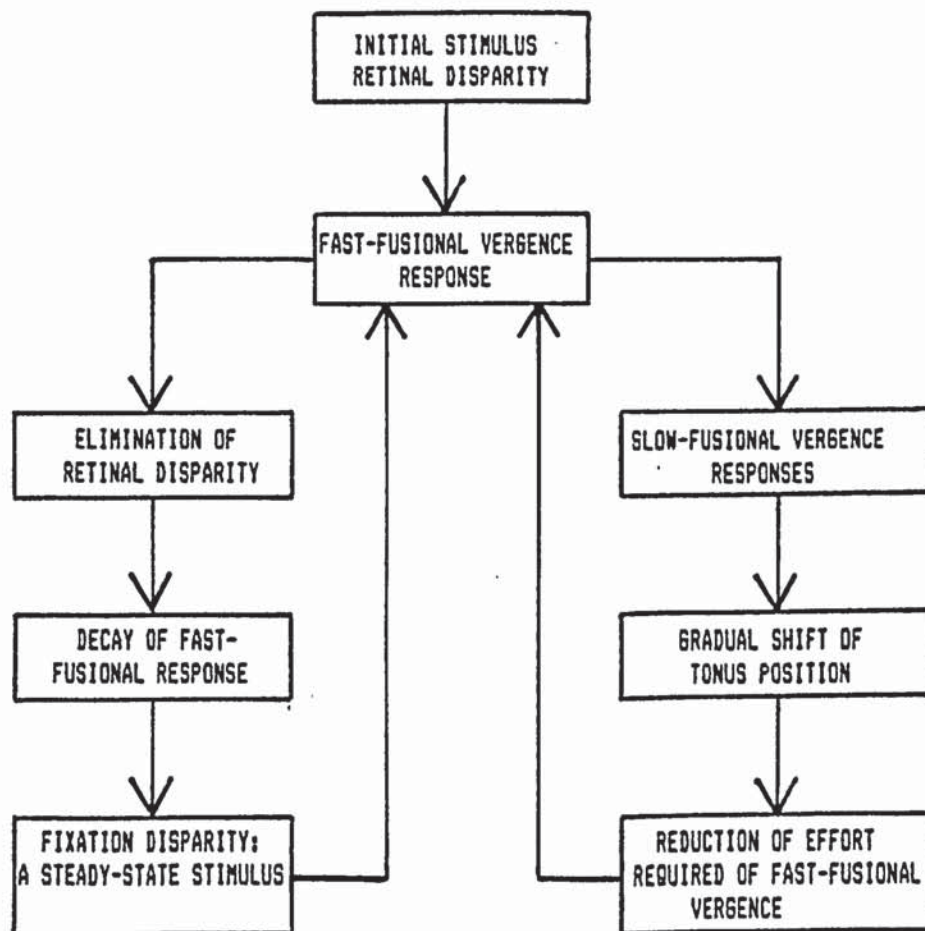 INITIAL STIMULUS
RETINAL DISPARITY
FAST-FUSIONAL VERGENCE
RESPONSE
ELIMINATION OF
RETINAL DISPARITY
DECAY OF FAST-
FUSIONAL RESPONSE
FIXATION DISPARITY:
A STEADY-STATE STIMULUS
SLOW-FUSIONAL VERGENCE
RESPONSES
GRADUAL SHIFT OF
TONUS POSITION
REDUCTION OF EFFORT
REQUIRED OF FAST-FUSIONAL
VERGENCE